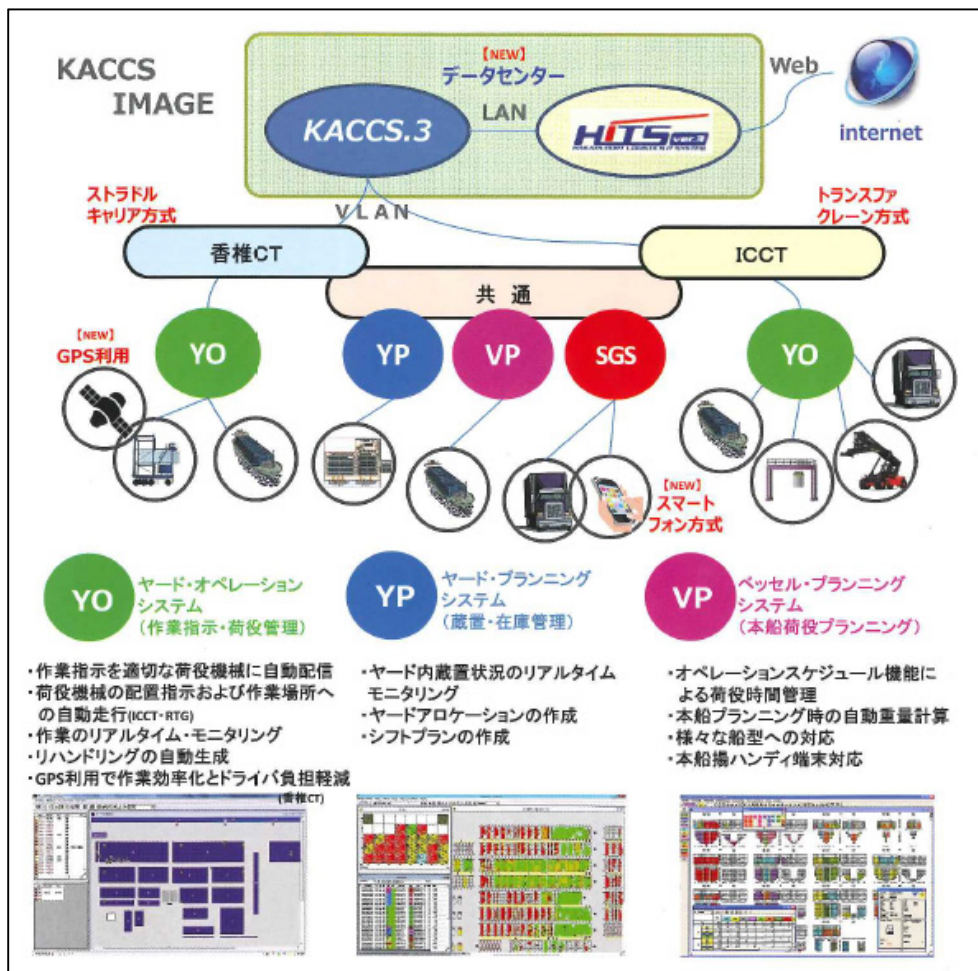 KACCS
IMAGE
【NEW】
データセンター
KACCS.3
LAN
HiTS
Web
internet
ストラドル
キャリア方式
VLAN
トランスファ
クレーン方式
香椎CT
ICCT
共 通
【NEW】
GPS利用
YO
YP
VP
SGS
YO
【NEW】
スマート
フォン方式
YO
ヤード・オペレーション
システム
(作業指示・荷役管理)
・作業指示を適切な荷役機械に自動配信
・荷役機械の配置指示および作業場所へ
の自動走行(ICCT・RTG)
・作業のリアルタイム・モニタリング
・リハンドリングの自動生成
・GPS利用で作業効率化とドライバ負担軽減
(香椎CT)
YP
ヤード・プランニング
システム
(蔵置・在庫管理)
・ヤード内蔵置状況のリアルタイム
モニタリング
・ヤードアロケーションの作成
・シフトプランの作成
VP
ベッセル・プランニング
システム
(本船荷役プランニング)
・オペレーションスケジュール機能に
よる荷役時間管理
・本船プランニング時の自動重量計算
・様々な船型への対応
・本船揚ハンディ端末対応